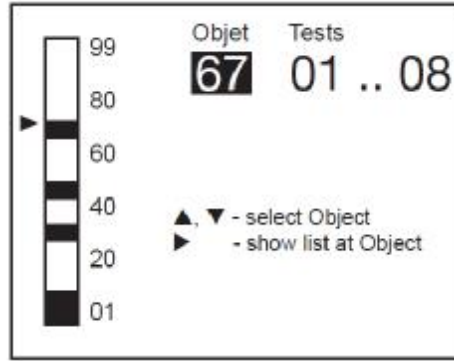 Objet Tests
67 01 .. 08
99
80
60
40
20
01
▲, ▼ - select Object
► - show list at Object